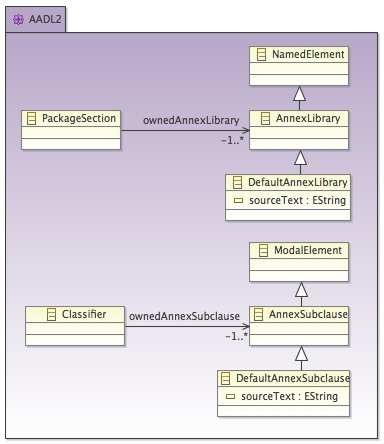 AADL2
NamedElement
PackageSection
ownedAnnexLibrary
AnnexLibrary
-1..*
DefaultAnnexLibrary
sourceText : EString
ModalElement
Classifier
ownedAnnexSubclause
AnnexSubclause
-1..*
DefaultAnnexSubclause
sourceText : EString